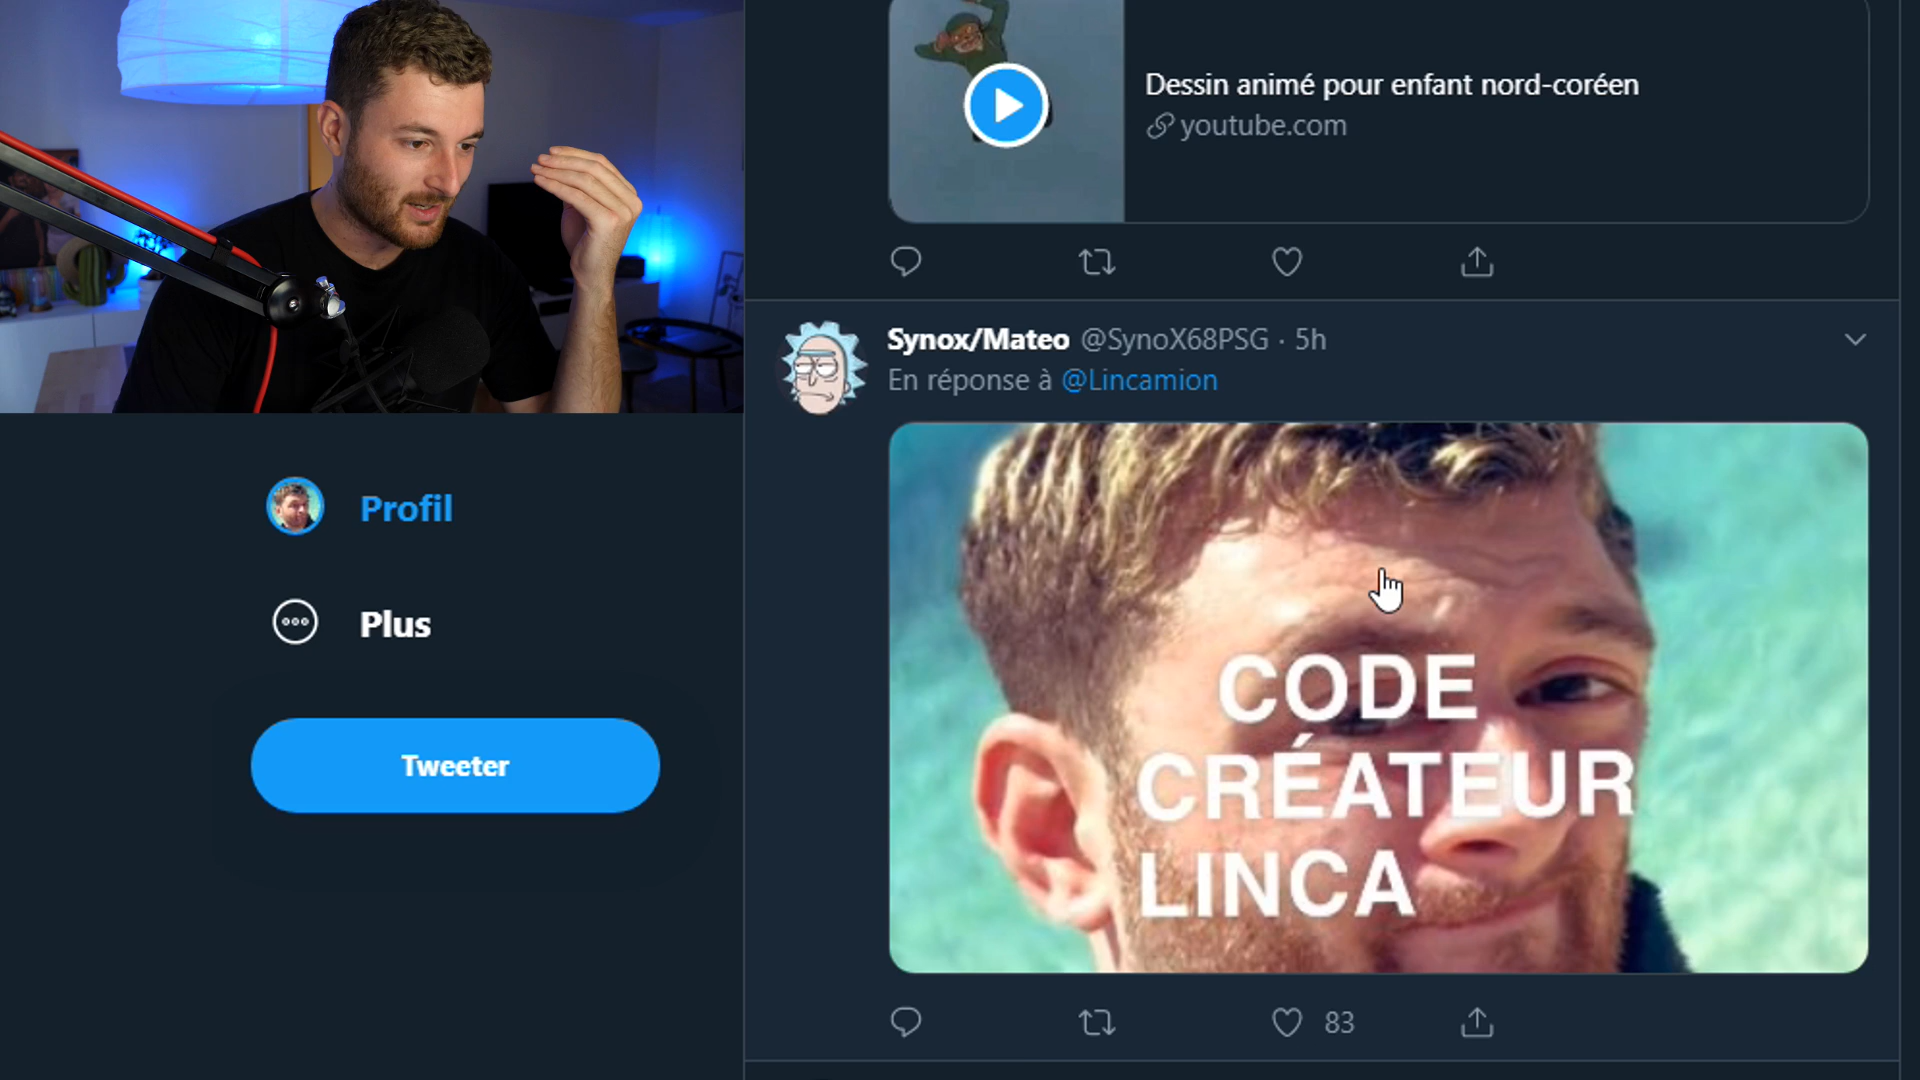 Dessin animé pour enfant nord-coréen
youtube.com
Synox/Mateo @SynoX68PSG · 5h
En réponse à @Lincamion
Profil
Plus
Tweeter
CODE
CRÉATEUR
LINCA
83